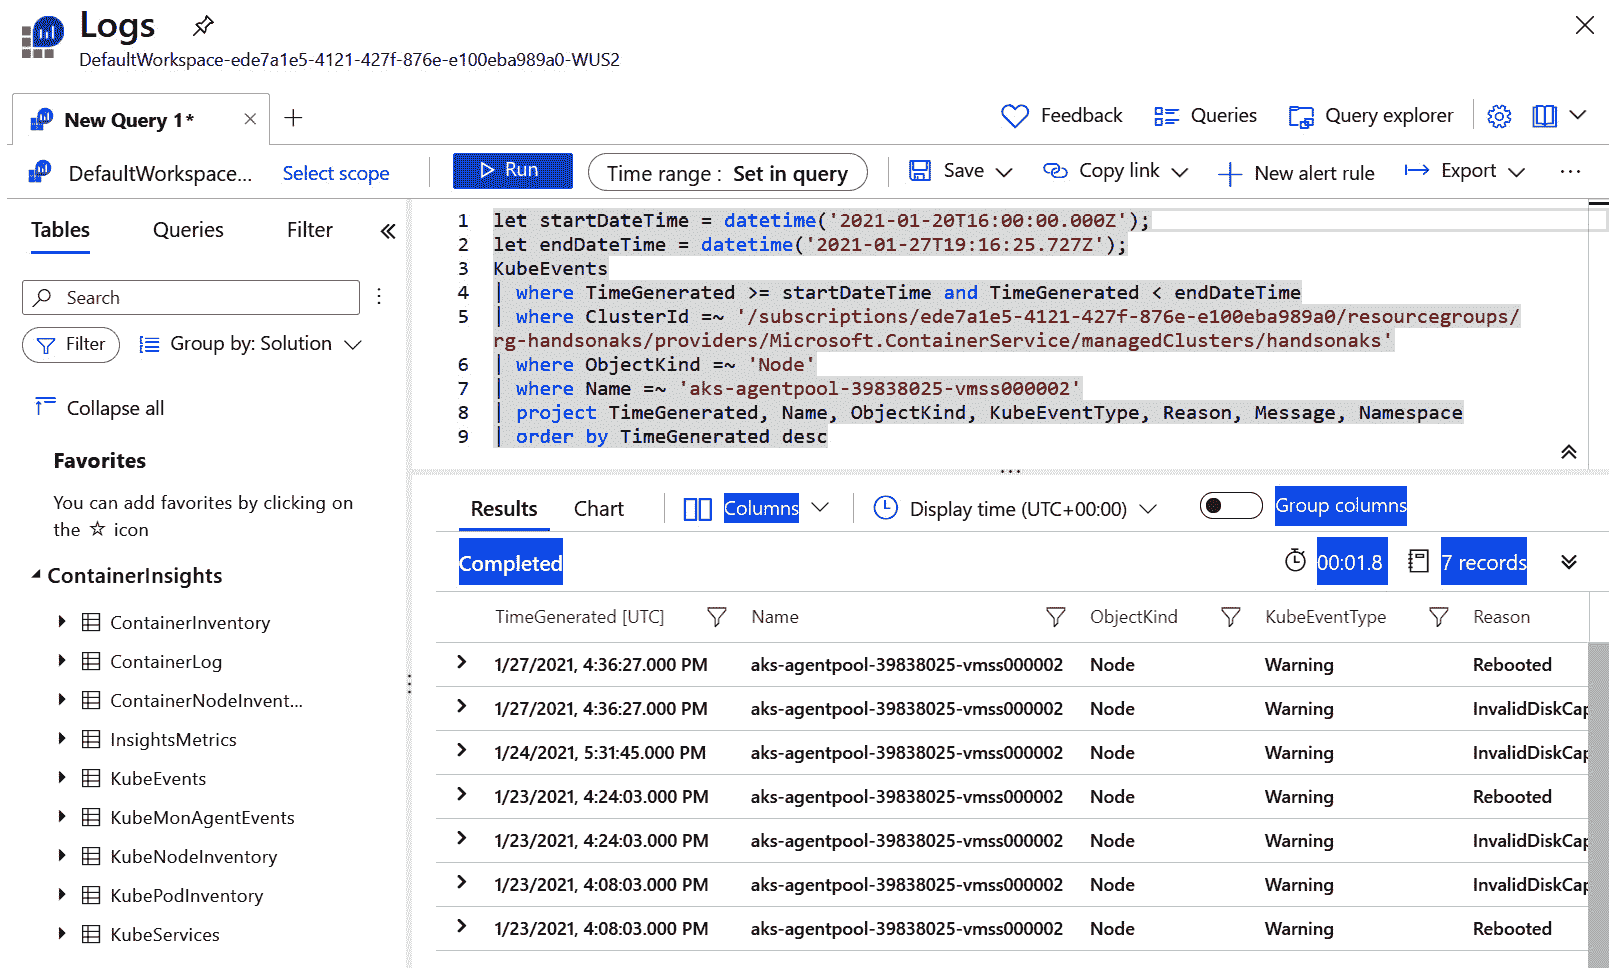 Logs
DefaultWorkspace-ede7a1e5-4121-427f-876e-e100eba989a0-WUS2
New Query 1*
Feedback Queries Query explorer
DefaultWorkspace... Select scope Run Time range : Set in query Save Copy link New alert rule Export
Tables Queries Filter
Search
Filter Group by: Solution
Collapse all
Favorites
You can add favorites by clicking on
the ☆ icon
ContainerInsights
ContainerInventory
ContainerLog
ContainerNodeInvent...
InsightsMetrics
KubeEvents
KubeMonAgentEvents
KubeNodeInventory
KubePodInventory
KubeServices
1 let startDateTime = datetime('2021-01-20T16:00:00.000Z');
2 let endDateTime = datetime('2021-01-27T19:16:25.727Z');
3 KubeEvents
4 | where TimeGenerated >= startDateTime and TimeGenerated < endDateTime
5 | where ClusterId =~ '/subscriptions/ede7a1e5-4121-427f-876e-e100eba989a0/resourcegroups/
rg-handsonaks/providers/Microsoft.ContainerService/managedClusters/handsonaks'
6 | where ObjectKind =~ 'Node'
7 | where Name =~ 'aks-agentpool-39838025-vmss000002'
8 | project TimeGenerated, Name, ObjectKind, KubeEventType, Reason, Message, Namespace
9 | order by TimeGenerated desc
Results Chart Columns Display time (UTC+00:00) Group columns
Completed 00:01.8 7 records
TimeGenerated [UTC] Name ObjectKind KubeEventType Reason
1/27/2021, 4:36:27.000 PM aks-agentpool-39838025-vmss000002 Node Warning Rebooted
1/27/2021, 4:36:27.000 PM aks-agentpool-39838025-vmss000002 Node Warning InvalidDiskCap
1/24/2021, 5:31:45.000 PM aks-agentpool-39838025-vmss000002 Node Warning InvalidDiskCap
1/23/2021, 4:24:03.000 PM aks-agentpool-39838025-vmss000002 Node Warning Rebooted
1/23/2021, 4:24:03.000 PM aks-agentpool-39838025-vmss000002 Node Warning InvalidDiskCap
1/23/2021, 4:08:03.000 PM aks-agentpool-39838025-vmss000002 Node Warning InvalidDiskCap
1/23/2021, 4:08:03.000 PM aks-agentpool-39838025-vmss000002 Node Warning Rebooted